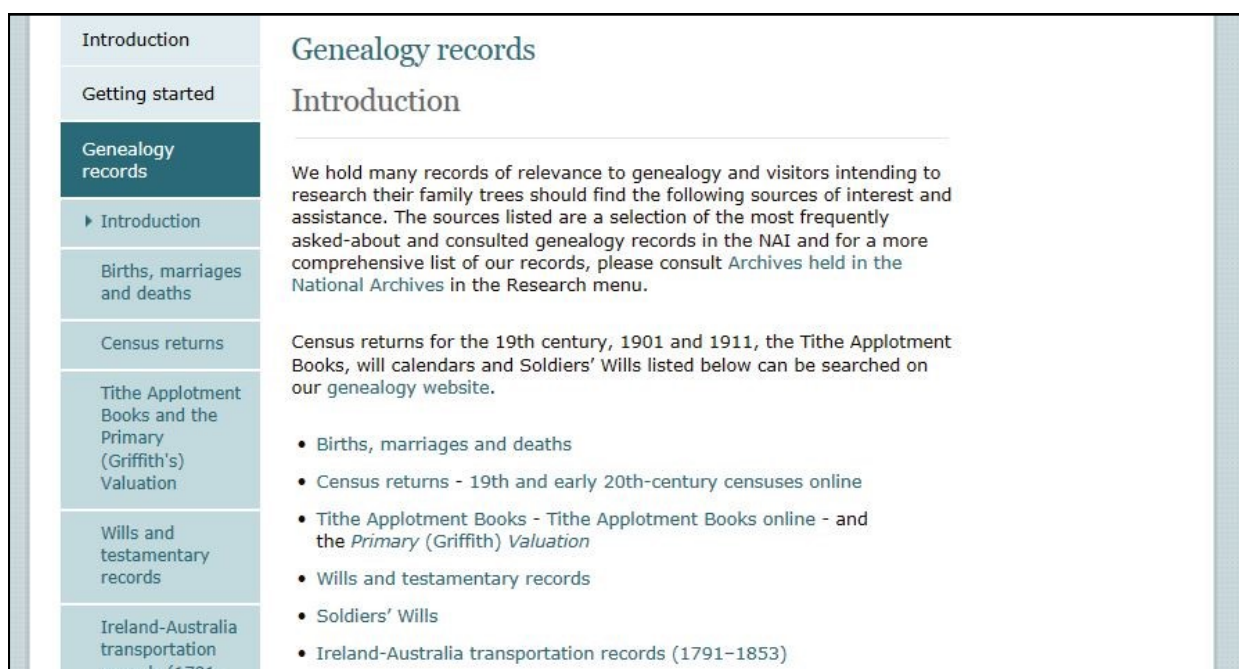 Introduction
Getting started
Genealogy
records
Introduction
Births, marriages
and deaths
Census returns
Tithe Applotment
Books and the
Primary
(Griffith's)
Valuation
Wills and
testamentary
records
Ireland-Australia
transportation
Genealogy records
Introduction
We hold many records of relevance to genealogy and visitors intending to
research their family trees should find the following sources of interest and
assistance. The sources listed are a selection of the most frequently
asked-about and consulted genealogy records in the NAI and for a more
comprehensive list of our records, please consult Archives held in the
National Archives in the Research menu.
Census returns for the 19th century, 1901 and 1911, the Tithe Applotment
Books, will calendars and Soldiers’ Wills listed below can be searched on
our genealogy website.
• Births, marriages and deaths
• Census returns - 19th and early 20th-century censuses online
• Tithe Applotment Books - Tithe Applotment Books online - and
the Primary (Griffith) Valuation
• Wills and testamentary records
• Soldiers’ Wills
• Ireland-Australia transportation records (1791–1853)